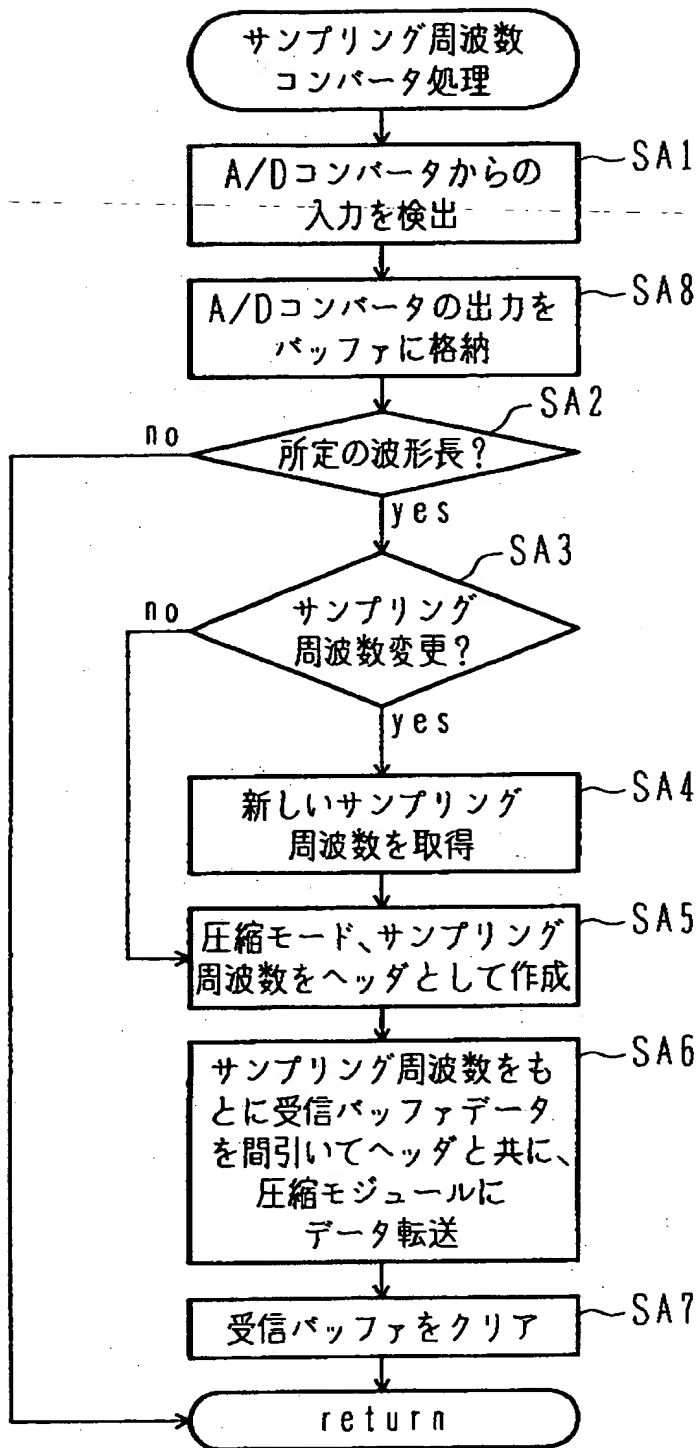 サンプリング周波数
コンバータ処理
SA1
A/Dコンバータからの
入力を検出
SA8
A/Dコンバータの出力を
バッファに格納
SA2
no
所定の波形長?
yes
SA3
no
サンプリング
周波数変更?
yes
SA4
新しいサンプリング
周波数を取得
SA5
圧縮モード、サンプリング
周波数をヘッダとして作成
SA6
サンプリング周波数をも
とに受信バッファデータ
を間引いてヘッダと共に、
圧縮モジュールに
データ転送
SA7
受信バッファをクリア
return